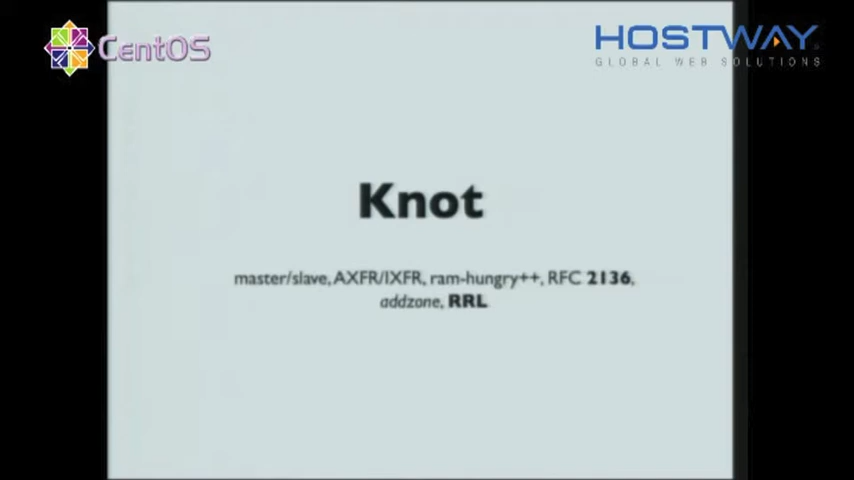 CentOS
HOSTWAY
GLOBAL WEB SOLUTIONS
Knot
master/slave, AXFR/IXFR, ram-hungry++, RFC 2136,
addzone, RRL